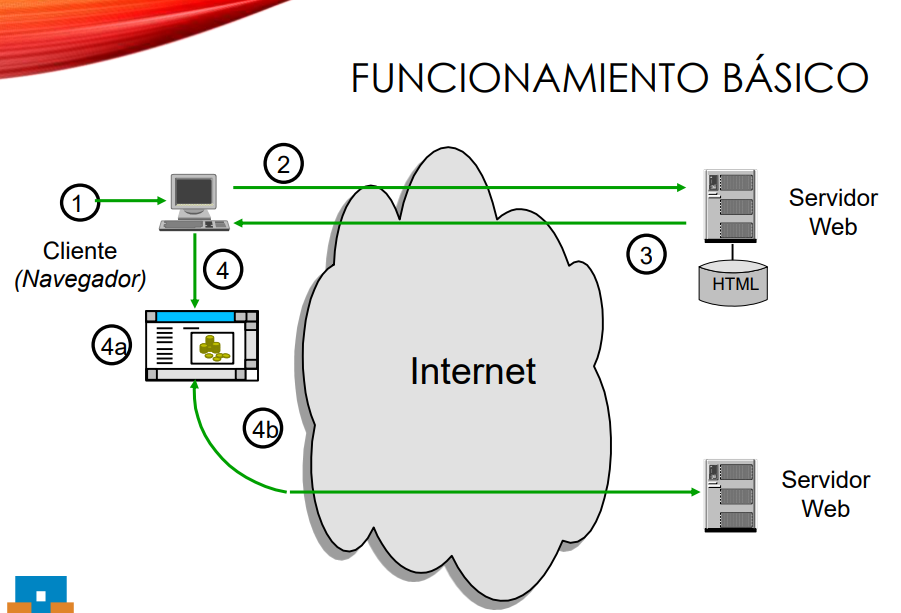 FUNCIONAMIENTO BÁSICO
2
1
Servidor
Web
3
Cliente
(Navegador)
4
HTML
4a
Internet
4b
Servidor
Web